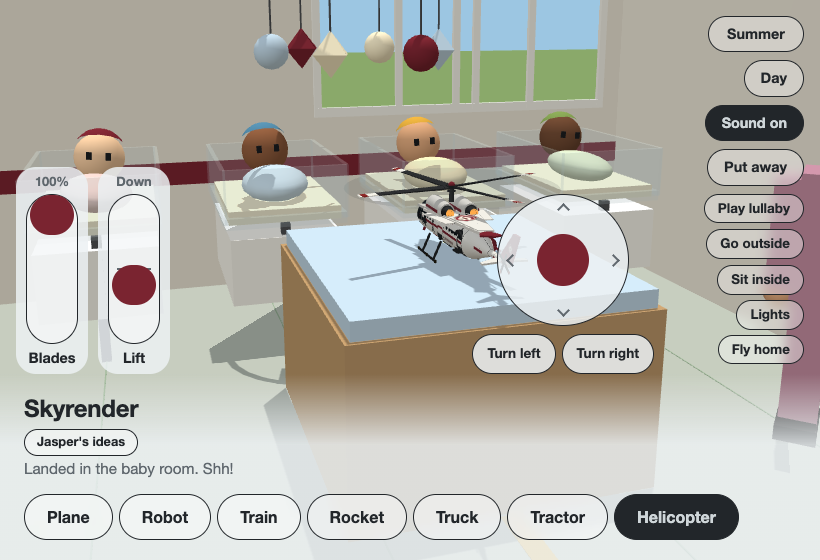 Summer
Day
Sound on
Put away
Play lullaby
Go outside
Sit inside
Lights
Fly home
100%
Down
Blades
Lift
Turn left
Turn right
Skyrender
Jasper's ideas
Landed in the baby room. Shh!
Plane
Robot
Train
Rocket
Truck
Tractor
Helicopter